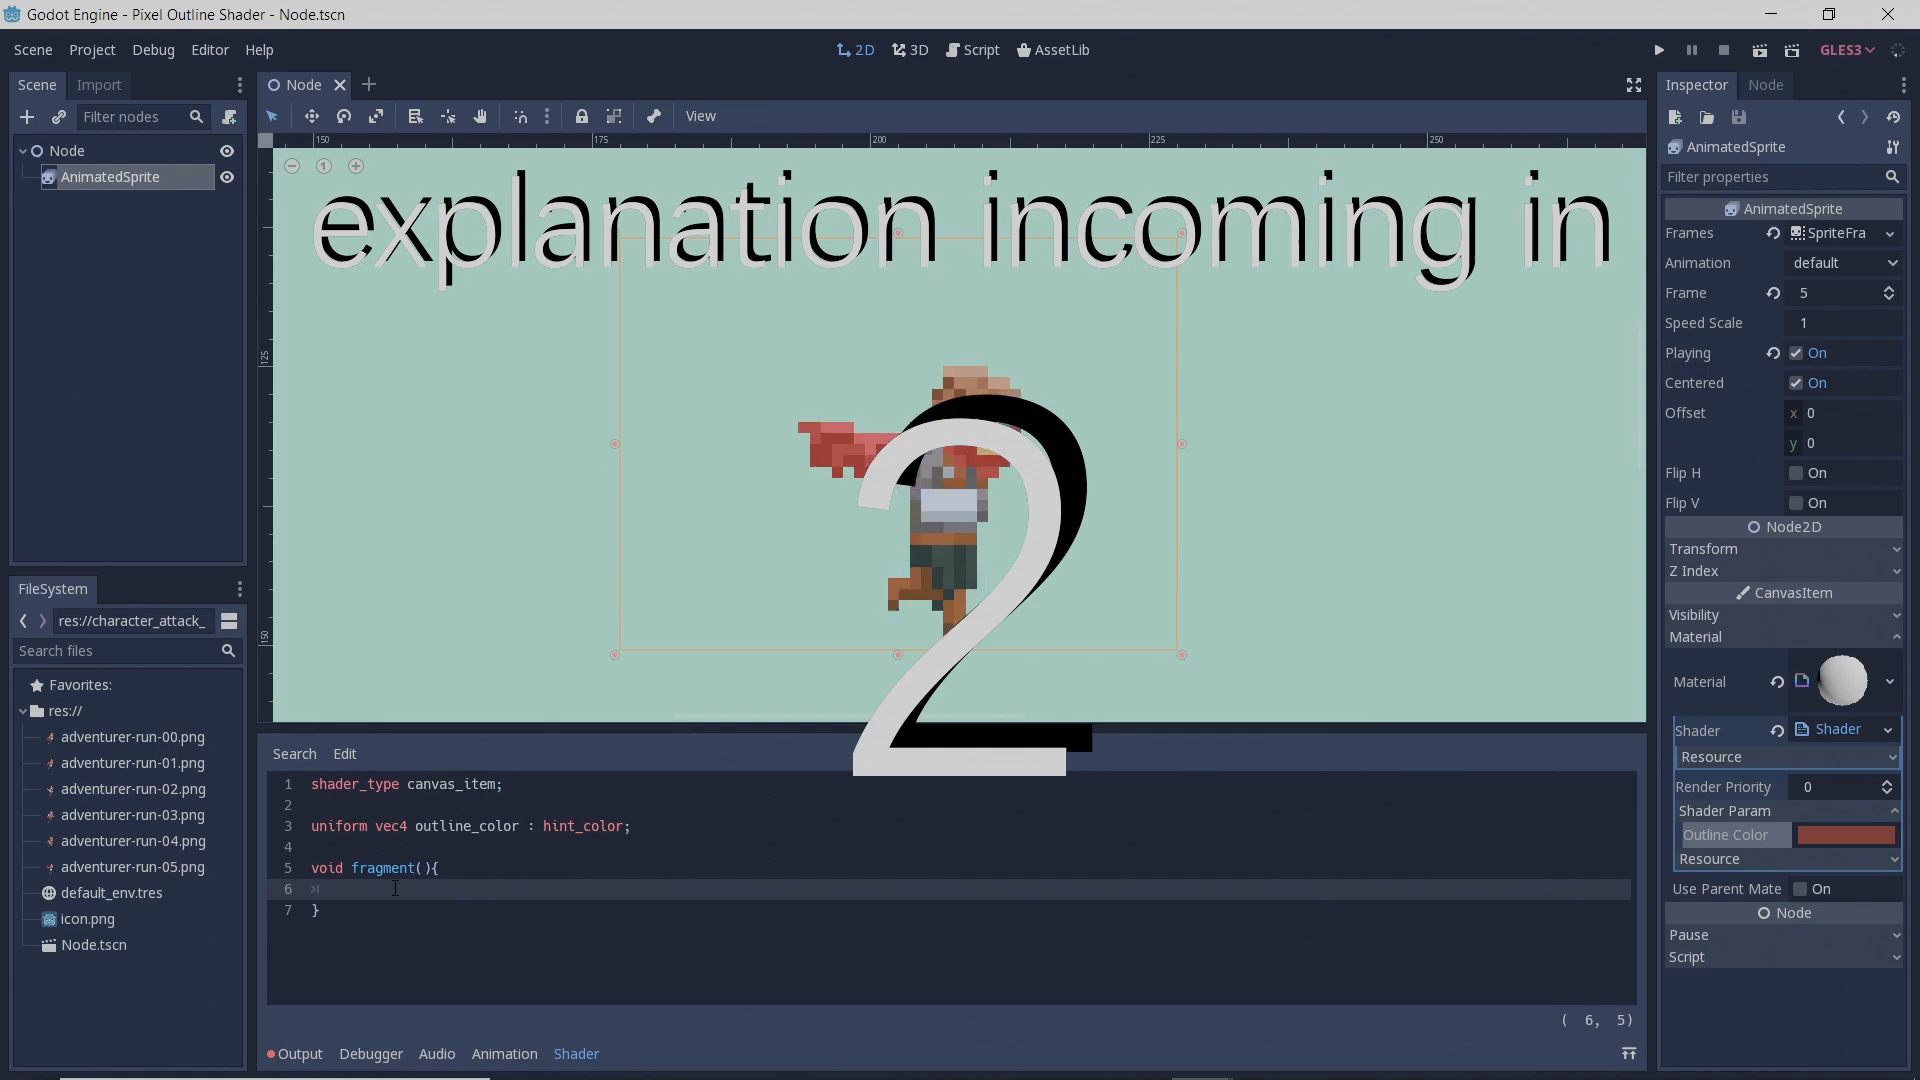 Godot Engine - Pixel Outline Shader - Node.tscn
Scene Project Debug Editor Help
2D 3D Script AssetLib
GLES3
Scene Import
Filter nodes
Node
AnimatedSprite
Node
View
150 175 200 225 250
125
150
explanation incoming in
2
FileSystem
res://character_attack_
Search files
Favorites:
res://
adventurer-run-00.png
adventurer-run-01.png
adventurer-run-02.png
adventurer-run-03.png
adventurer-run-04.png
adventurer-run-05.png
default_env.tres
icon.png
Node.tscn
Search Edit
1 shader_type canvas_item;
2
3 uniform vec4 outline_color : hint_color;
4
5 void fragment(){
6
7 }
( 6, 5)
Output Debugger Audio Animation Shader
Inspector Node
AnimatedSprite
Filter properties
AnimatedSprite
Frames SpriteFra
Animation default
Frame 5
Speed Scale 1
Playing On
Centered On
Offset x 0
y 0
Flip H On
Flip V On
Node2D
Transform
Z Index
CanvasItem
Visibility
Material
Material
Shader Shader
Resource
Render Priority 0
Shader Param
Outline Color
Resource
Use Parent Mate On
Node
Pause
Script